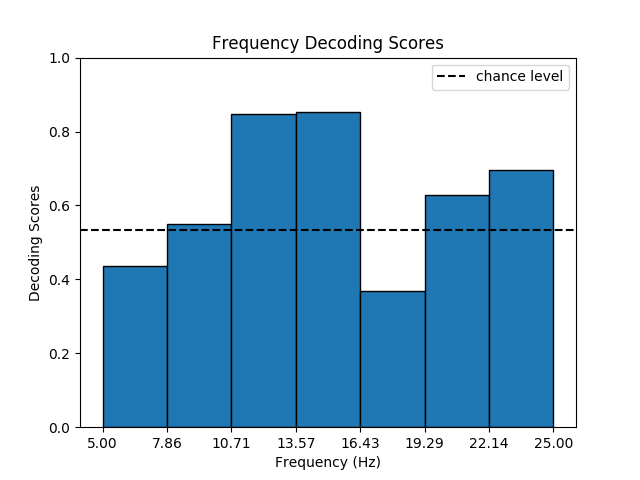 Frequency Decoding Scores
chance level
1.0
0.8
0.6
0.4
0.2
0.0
Decoding Scores
5.00 7.86 10.71 13.57 16.43 19.29 22.14 25.00
Frequency (Hz)